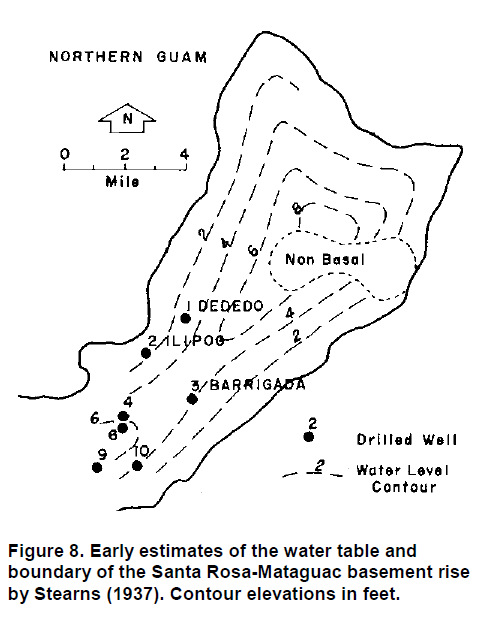 NORTHERN GUAM
N
0 2 4
Mile
2
4
6
8
Non Basal
1 DEDEDO
4
2
2 ILIPOG
3 BARRIGADA
4
6
8
9
10
2
Drilled Well
2
Water Level
Contour
Figure 8. Early estimates of the water table and
boundary of the Santa Rosa-Mataguac basement rise
by Stearns (1937). Contour elevations in feet.